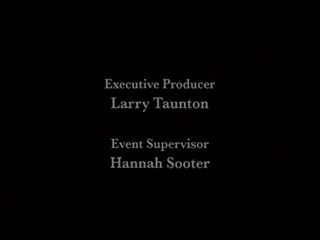 Executive Producer
Larry Taunton
Event Supervisor
Hannah Sooter